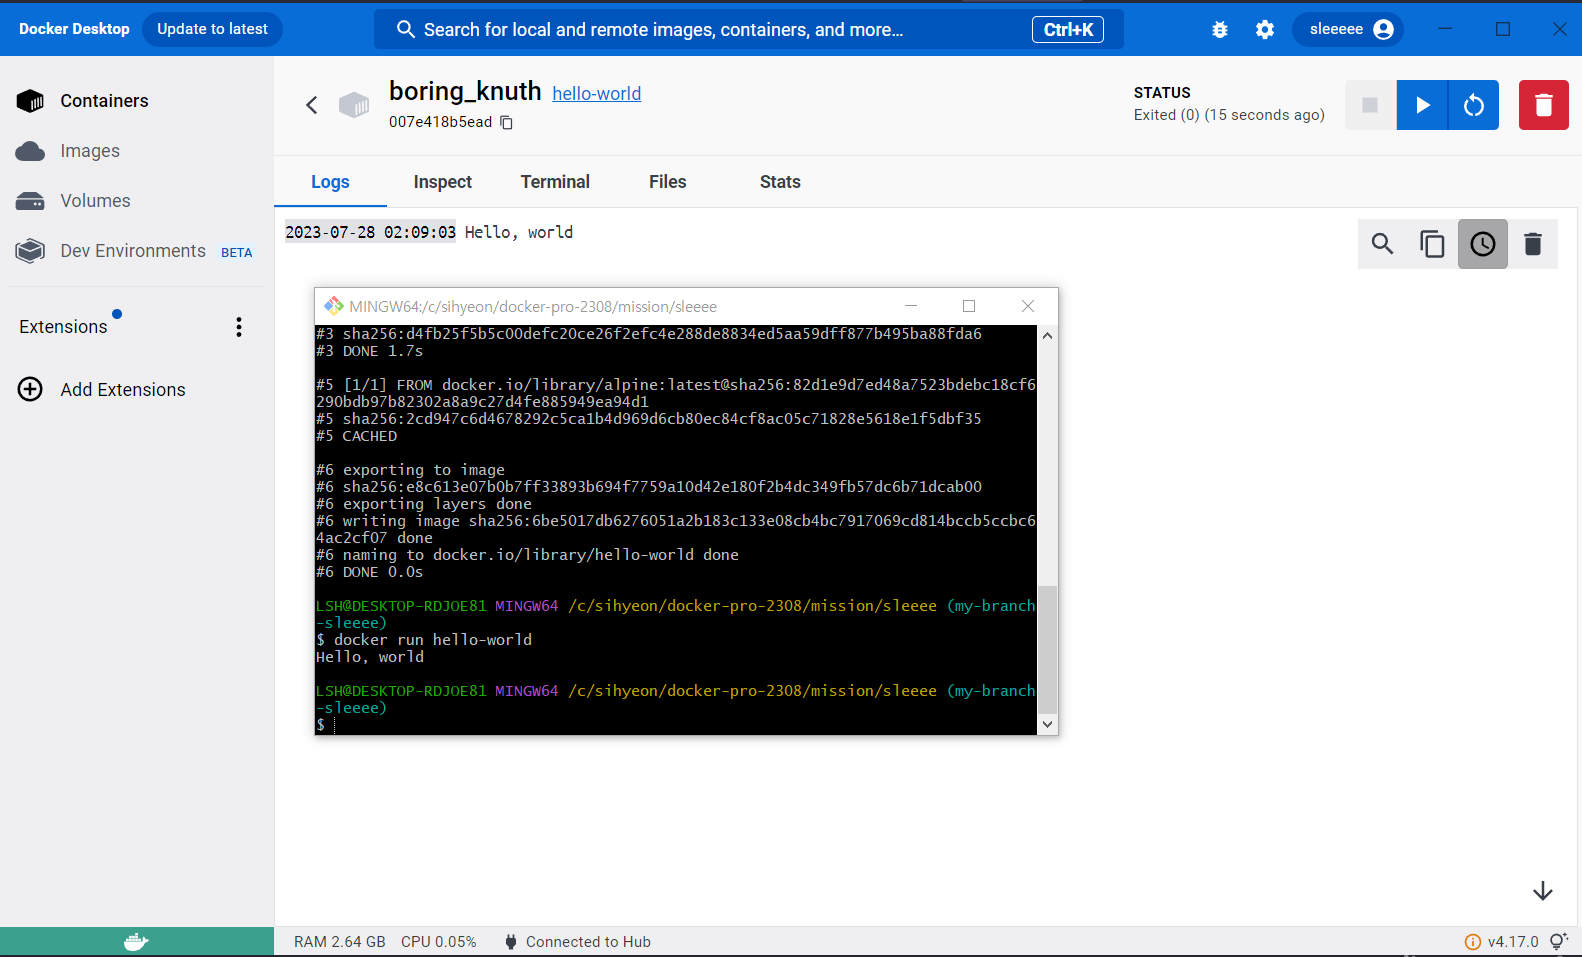 Docker Desktop
Update to latest
Search for local and remote images, containers, and more...
Ctrl+K
sleeeee
Containers
Images
Volumes
Dev Environments BETA
Extensions
Add Extensions
boring_knuth hello-world
007e418b5ead
STATUS
Exited (0) (15 seconds ago)
Logs Inspect Terminal Files Stats
2023-07-28 02:09:03 Hello, world
MINGW64:/c/sihyeon/docker-pro-2308/mission/sleeee
#3 sha256:d4fb25f5b5c00defc20ce26f2efc4e288de8834ed5aa59dff877b495ba88fda6
#3 DONE 1.7s
#5 [1/1] FROM docker.io/library/alpine:latest@sha256:82d1e9d7ed48a7523bdebc18cf6
290bdb97b82302a8a9c27d4fe885949ea94d1
#5 sha256:2cd947c6d4678292c5ca1b4d969d6cb80ec84cf8ac05c71828e5618e1f5dbf35
#5 CACHED
#6 exporting to image
#6 sha256:e8c613e07b0b7ff33893b694f7759a10d42e180f2b4dc349fb57dc6b71dcab00
#6 exporting layers done
#6 writing image sha256:6be5017db6276051a2b183c133e08cb4bc7917069cd814bccb5ccbc6
4ac2cf07 done
#6 naming to docker.io/library/hello-world done
#6 DONE 0.0s
LSH@DESKTOP-RDJOE81 MINGW64 /c/sihyeon/docker-pro-2308/mission/sleeee (my-branch
-sleeee)
$ docker run hello-world
Hello, world
LSH@DESKTOP-RDJOE81 MINGW64 /c/sihyeon/docker-pro-2308/mission/sleeee (my-branch
-sleeee)
$
RAM 2.64 GB CPU 0.05% Connected to Hub
v4.17.0